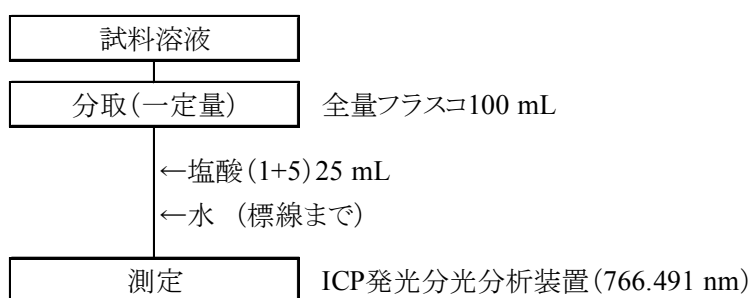 試料溶液
分取(一定量) 全量フラスコ100 mL
←塩酸(1+5)25 mL
←水 (標線まで)
測定 ICP発光分光分析装置(766.491 nm)